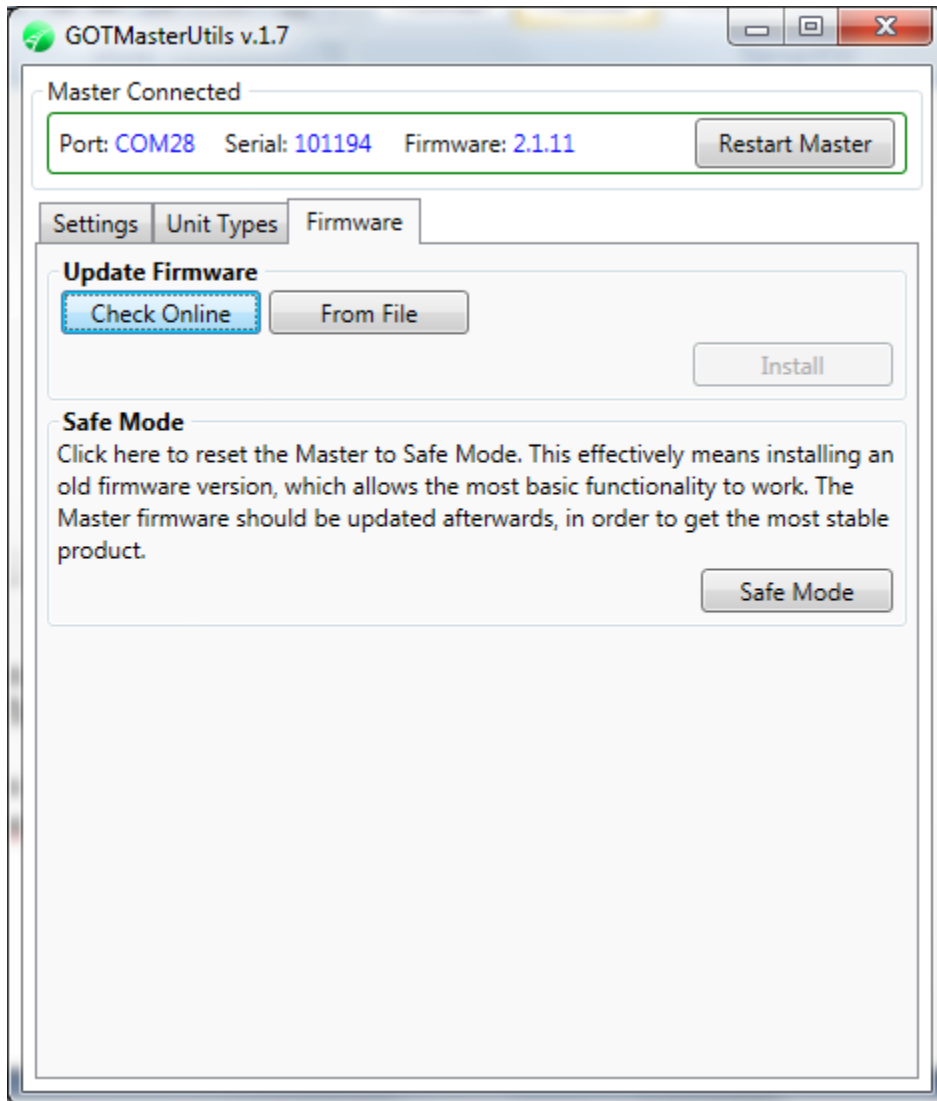 GOTMasterUtils v.1.7
Master Connected
Port: COM28 Serial: 101194 Firmware: 2.1.11 Restart Master
Settings Unit Types Firmware
Update Firmware
Check Online From File
Install
Safe Mode
Click here to reset the Master to Safe Mode. This effectively means installing an
old firmware version, which allows the most basic functionality to work. The
Master firmware should be updated afterwards, in order to get the most stable
product.
Safe Mode